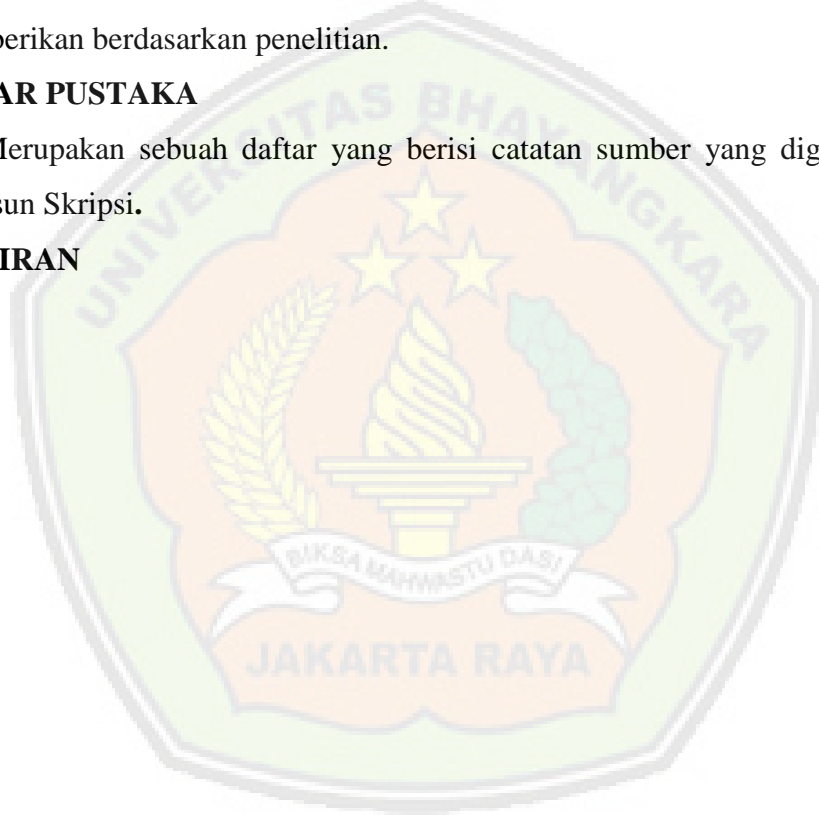 berikan berdasarkan penelitian.
AR PUSTAKA
Merupakan sebuah daftar yang berisi catatan sumber yang dig
sun Skripsi.
IRAN
UNIVERSITAS BHAYANGKARA
BIKSA MAHWASTU DASI
JAKARTA RAYA